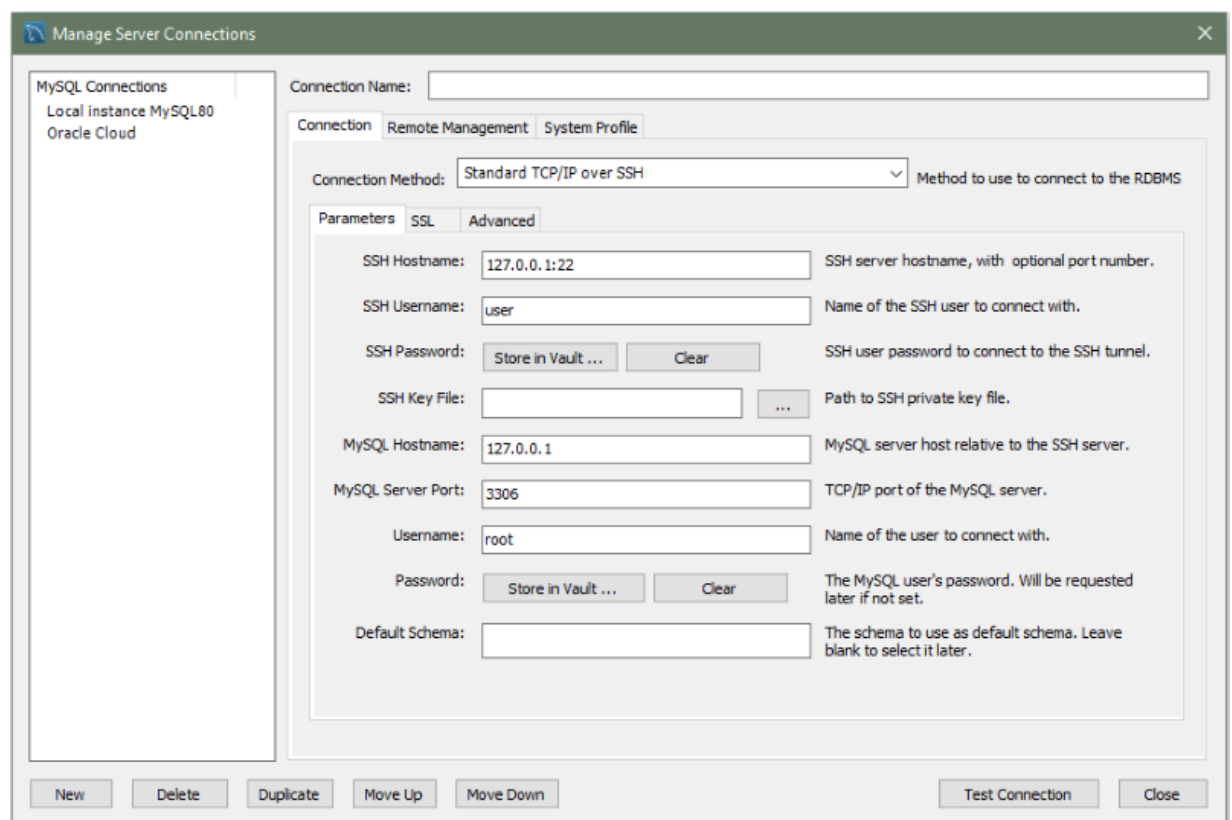 Manage Server Connections
MySQL Connections
Local instance MySQL80
Oracle Cloud
Connection Name:
Connection Remote Management System Profile
Connection Method: Standard TCP/IP over SSH Method to use to connect to the RDBMS
Parameters SSL Advanced
SSH Hostname: 127.0.0.1:22 SSH server hostname, with optional port number.
SSH Username: user Name of the SSH user to connect with.
SSH Password: Store in Vault ... Clear SSH user password to connect to the SSH tunnel.
SSH Key File: ... Path to SSH private key file.
MySQL Hostname: 127.0.0.1 MySQL server host relative to the SSH server.
MySQL Server Port: 3306 TCP/IP port of the MySQL server.
Username: root Name of the user to connect with.
Password: Store in Vault ... Clear The MySQL user's password. Will be requested
later if not set.
Default Schema: The schema to use as default schema. Leave
blank to select it later.
New Delete Duplicate Move Up Move Down Test Connection Close